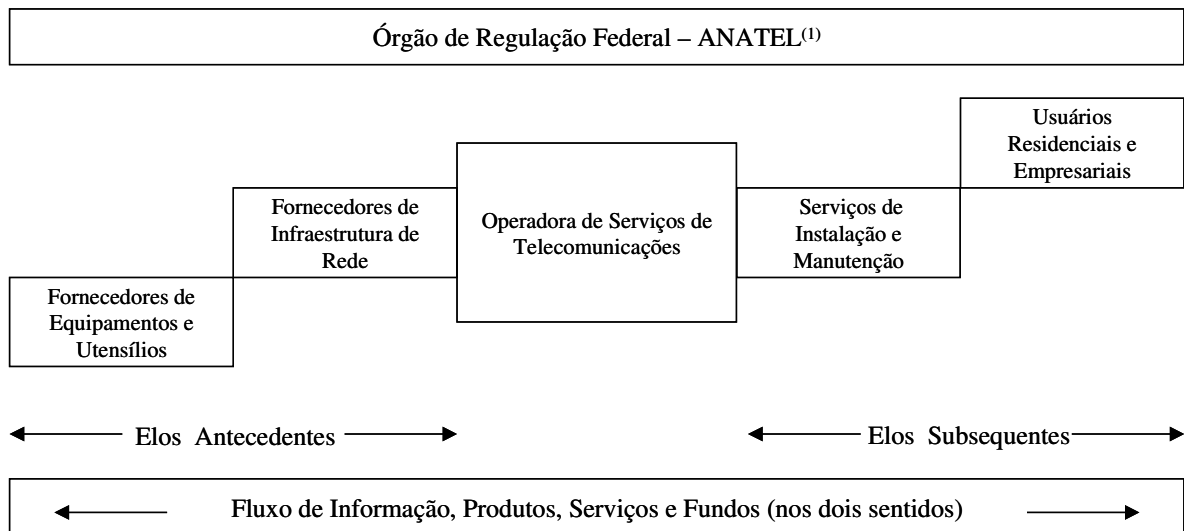 Órgão de Regulação Federal – ANATEL(1)
Usuários
Residenciais e
Empresariais
Fornecedores de
Infraestrutura de
Rede
Operadora de Serviços de
Telecomunicações
Serviços de
Instalação e
Manutenção
Fornecedores de
Equipamentos e
Utensílios
Elos Antecedentes
Elos Subsequentes
Fluxo de Informação, Produtos, Serviços e Fundos (nos dois sentidos)